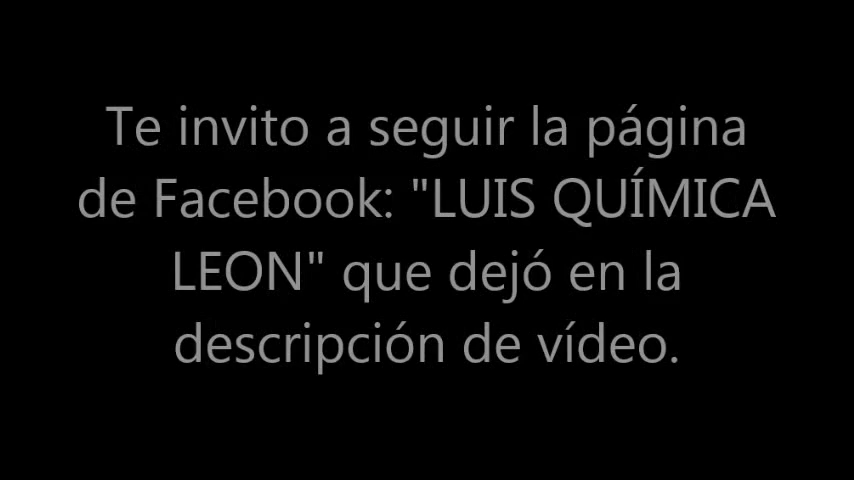 Te invito a seguir la página
de Facebook: "LUIS QUÍMICA
LEON" que dejó en la
descripción de vídeo.